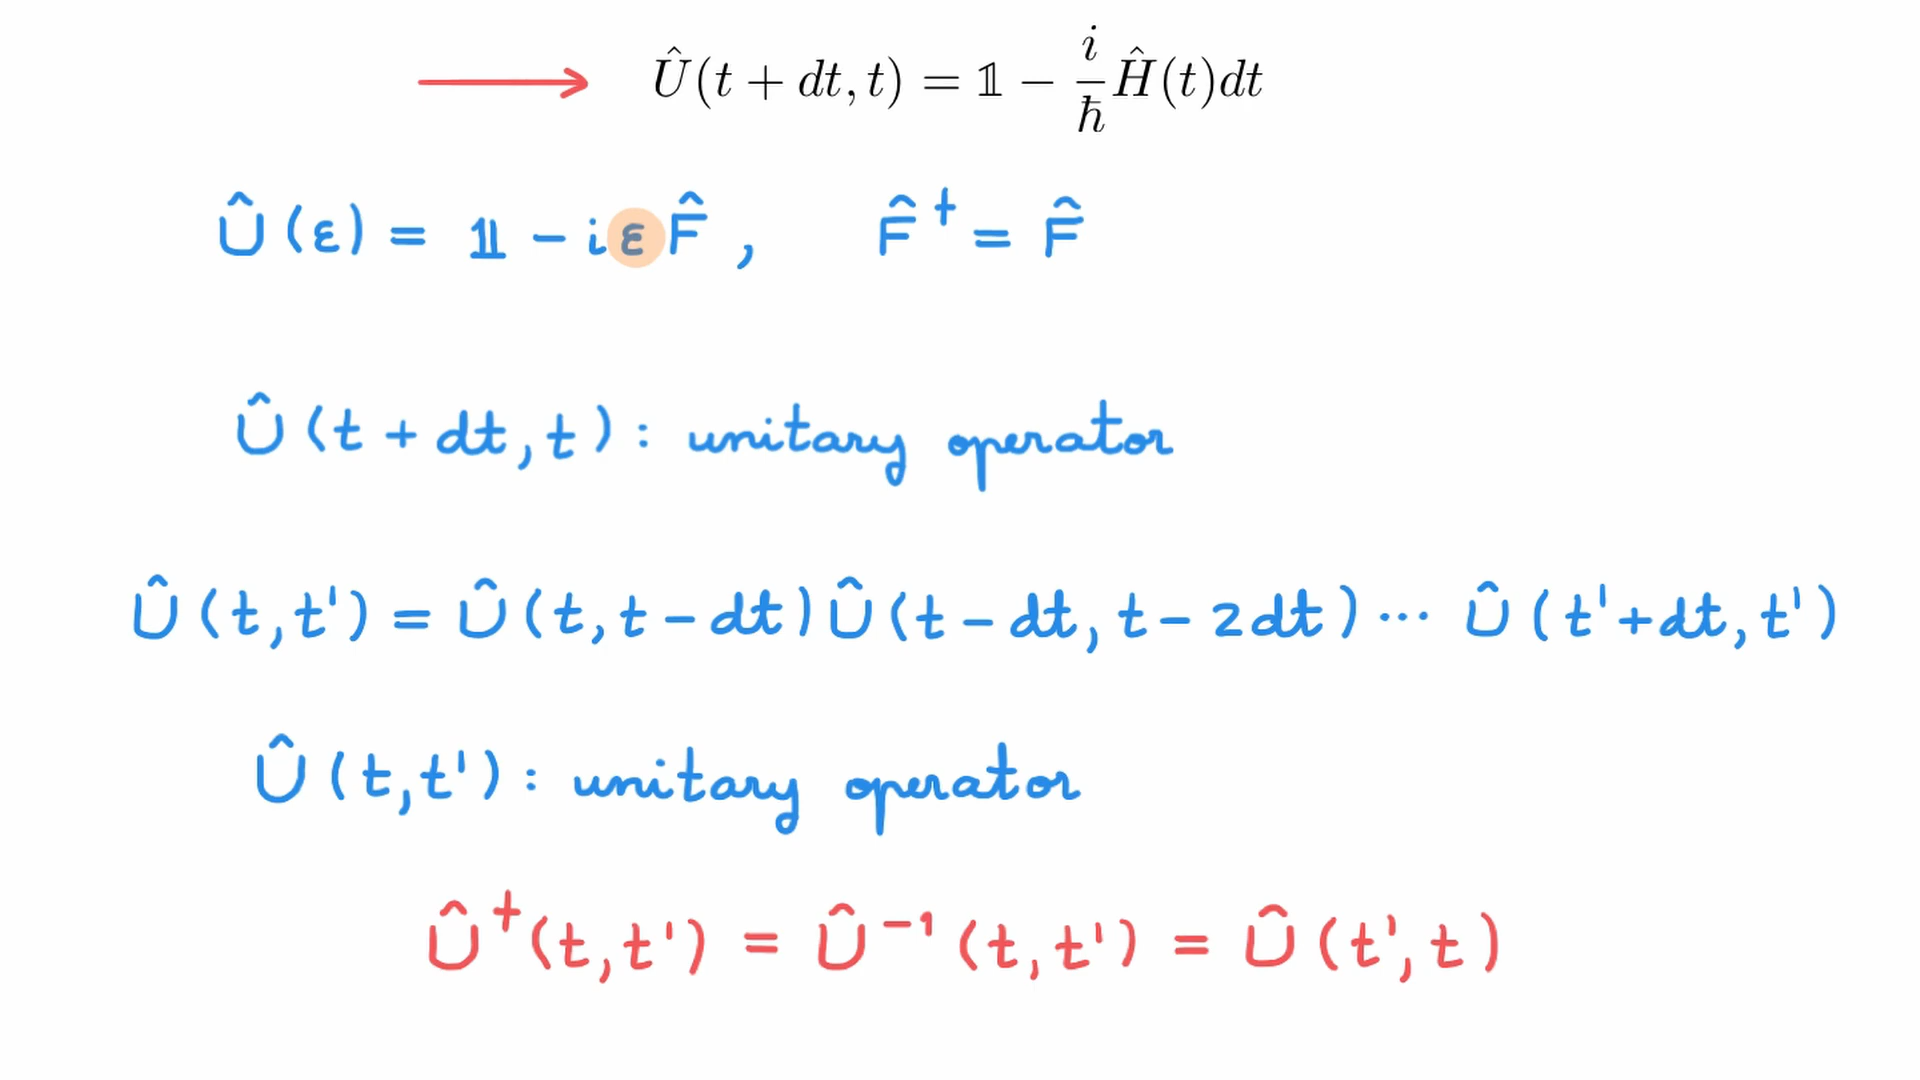 Û(t + dt, t) = 𝟙 − i/ħ Ĥ(t)dt
Û(ε) = 𝟙 − iεF̂ , F̂† = F̂
Û(t + dt, t) : unitary operator
Û(t, t') = Û(t, t − dt) Û(t − dt, t − 2dt) ··· Û(t' + dt, t')
Û(t, t') : unitary operator
Û†(t, t') = Û⁻¹(t, t') = Û(t', t)